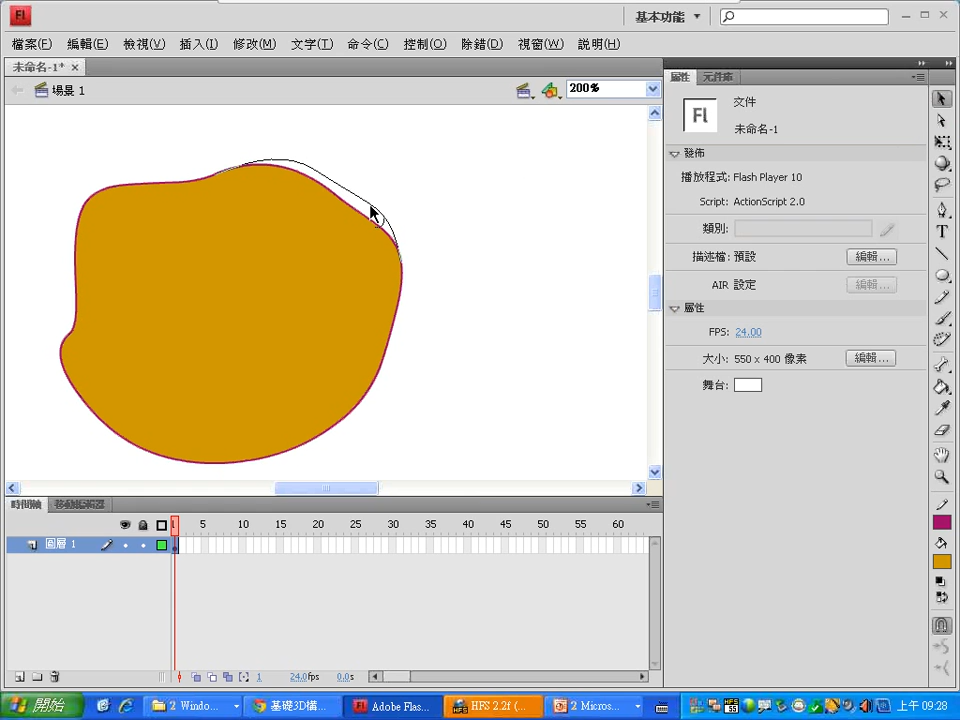 Fl
基本功能
檔案(F) 編輯(E) 檢視(V) 插入(I) 修改(M) 文字(T) 命令(C) 控制(O) 除錯(D) 視窗(W) 說明(H)
未命名-1*
場景 1
200%
屬性 元件庫
Fl
文件
未命名-1
發佈
播放程式: Flash Player 10
Script: ActionScript 2.0
類別:
描述檔: 預設 編輯...
AIR 設定 編輯...
屬性
FPS: 24.00
大小: 550 x 400 像素 編輯...
舞台:
時間軸 移動編輯器
1 5 10 15 20 25 30 35 40 45 50 55 60
圖層 1
1 24.0fps 0.0s
開始 2 Windo... 基礎3D構... Adobe Flas... HFS 2.2f (... 2 Micros... 上午 09:28